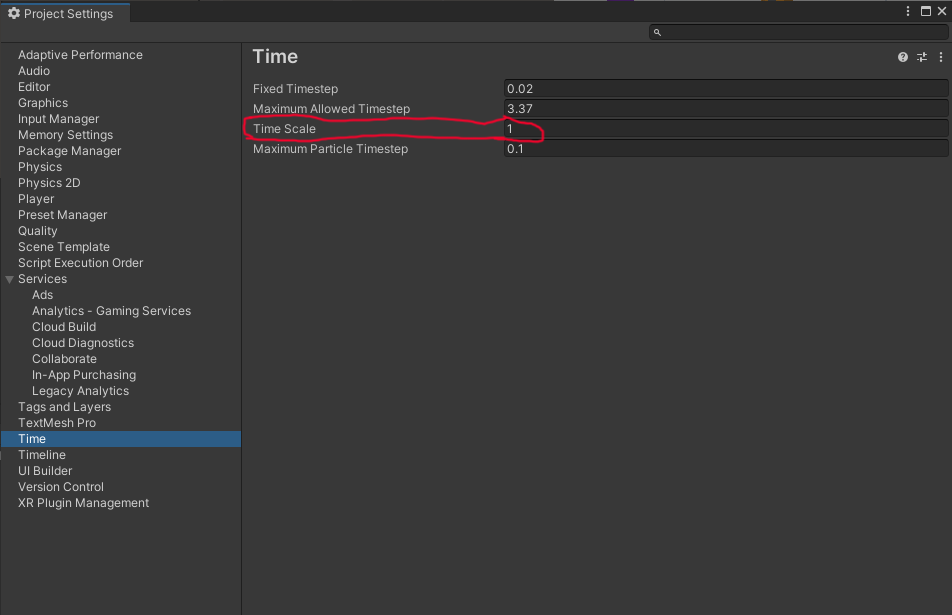 Project Settings
Adaptive Performance
Audio
Editor
Graphics
Input Manager
Memory Settings
Package Manager
Physics
Physics 2D
Player
Preset Manager
Quality
Scene Template
Script Execution Order
Services
Ads
Analytics - Gaming Services
Cloud Build
Cloud Diagnostics
Collaborate
In-App Purchasing
Legacy Analytics
Tags and Layers
TextMesh Pro
Time
Timeline
UI Builder
Version Control
XR Plugin Management
Time
Fixed Timestep 0.02
Maximum Allowed Timestep 3.37
Time Scale 1
Maximum Particle Timestep 0.1